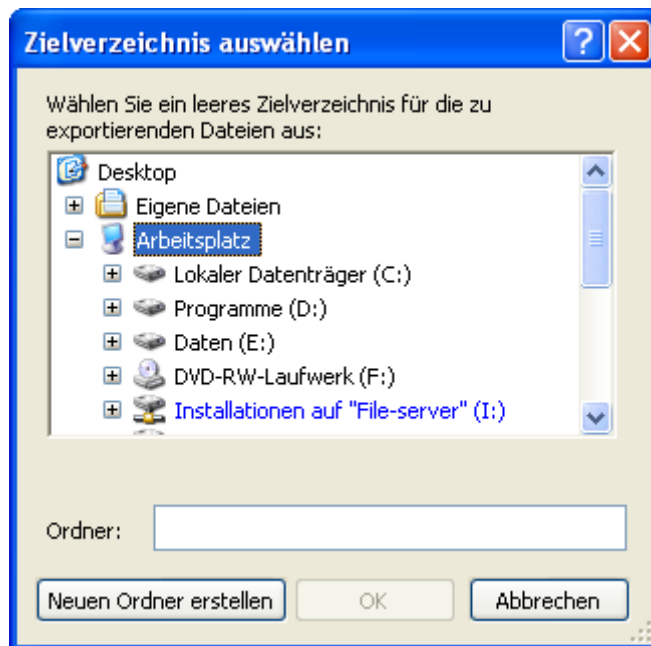 Zielverzeichnis auswählen
Wählen Sie ein leeres Zielverzeichnis für die zu
exportierenden Dateien aus:
Desktop
Eigene Dateien
Arbeitsplatz
Lokaler Datenträger (C:)
Programme (D:)
Daten (E:)
DVD-RW-Laufwerk (F:)
Installationen auf "File-server" (I:)
Ordner:
Neuen Ordner erstellen OK Abbrechen